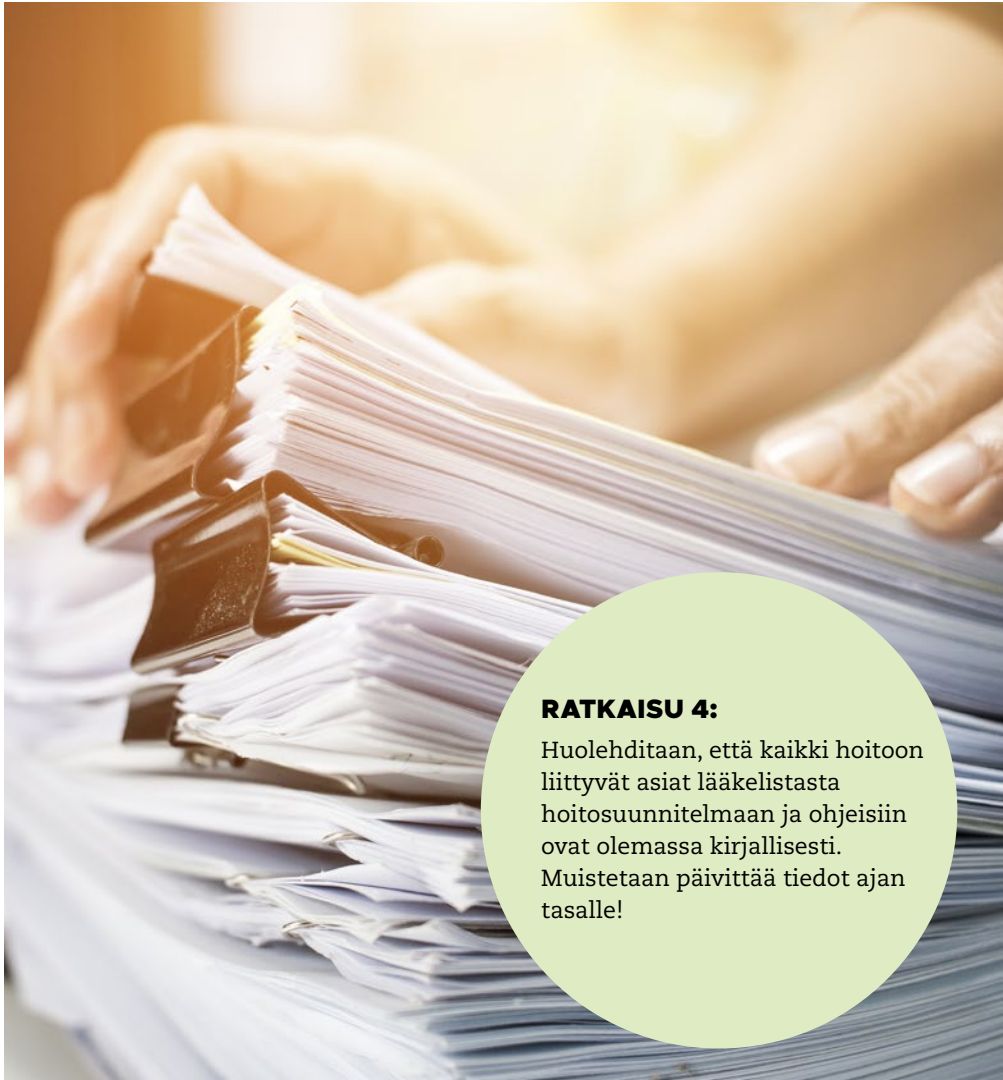 RATKAISU 4:
Huolehditaan, että kaikki hoitoon
liittyvät asiat lääkelistasta
hoitosuunnitelmaan ja ohjeisiin
ovat olemassa kirjallisesti.
Muistetaan päivittää tiedot ajan
tasalle!